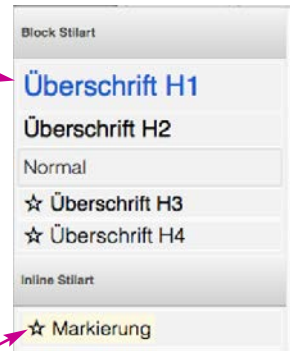 Block Stilart
Überschrift H1
Überschrift H2
Normal
☆ Überschrift H3
☆ Überschrift H4
Inline Stilart
☆ Markierung